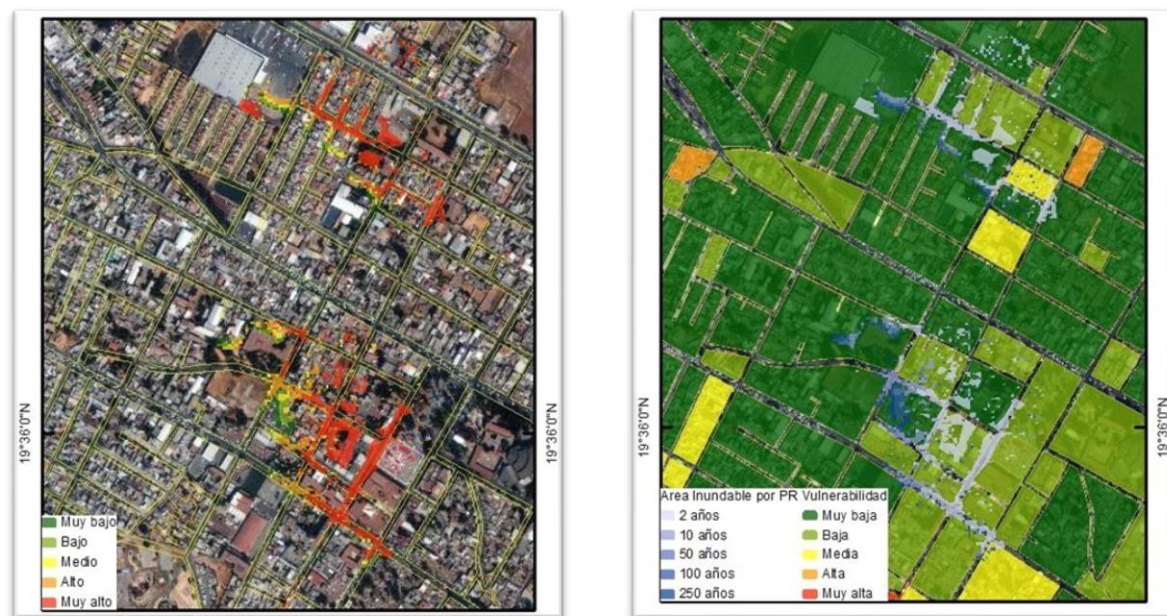 19°36'0"N
19°36'0"N
Muy bajo
Bajo
Medio
Alto
Muy alto
19°36'0"N
19°36'0"N
Area Inundable por PR Vulnerabilidad
2 años Muy baja
10 años Baja
50 años Media
100 años Alta
250 años Muy alta